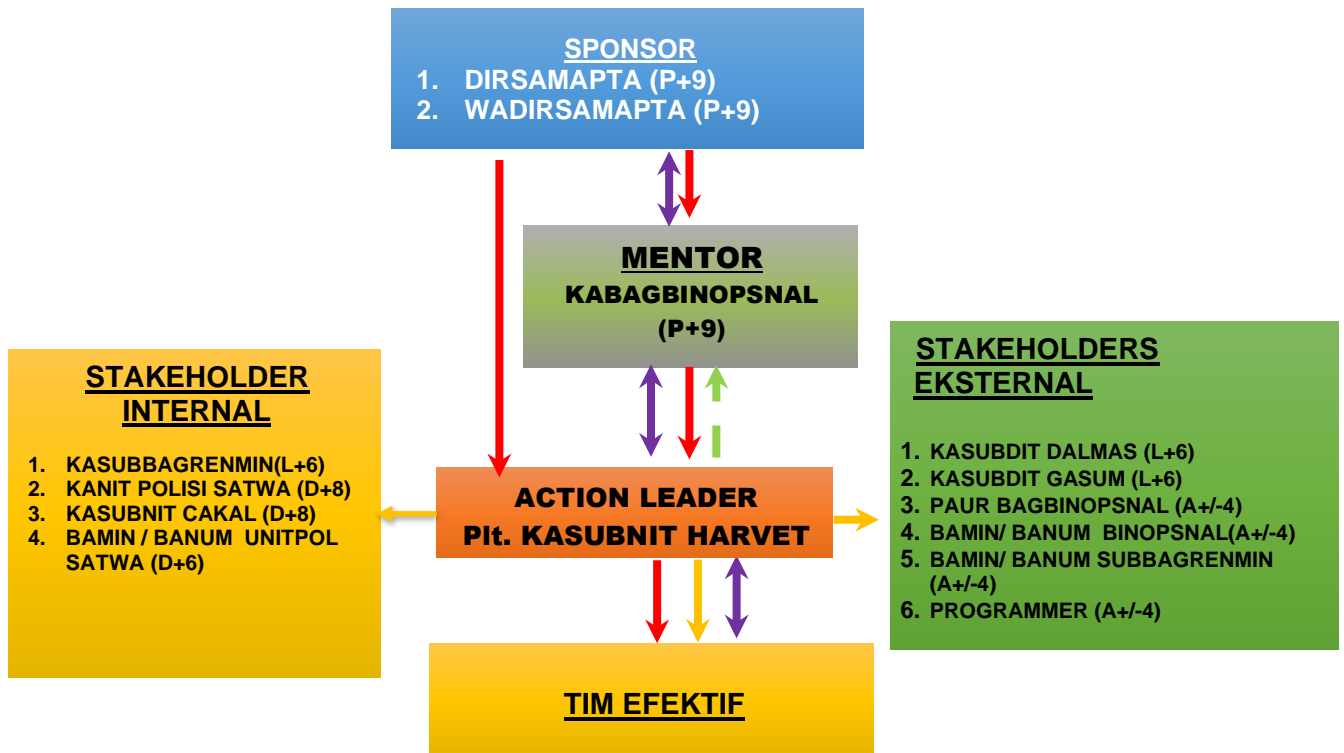 SPONSOR
1. DIRSAMAPTA (P+9)
2. WADIRSAMAPTA (P+9)
MENTOR
KABAGBINOPSNAL
(P+9)
STAKEHOLDER
INTERNAL
1. KASUBBAGRENMIN(L+6)
2. KANIT POLISI SATWA (D+8)
3. KASUBNIT CAKAL (D+8)
4. BAMIN / BANUM UNITPOL
SATWA (D+6)
ACTION LEADER
Plt. KASUBNIT HARVET
STAKEHOLDERS
EKSTERNAL
1. KASUBDIT DALMAS (L+6)
2. KASUBDIT GASUM (L+6)
3. PAUR BAGBINOPSNAL (A+/-4)
4. BAMIN/ BANUM BINOPSNAL(A+/-4)
5. BAMIN/ BANUM SUBBAGRENMIN
(A+/-4)
6. PROGRAMMER (A+/-4)
TIM EFEKTIF